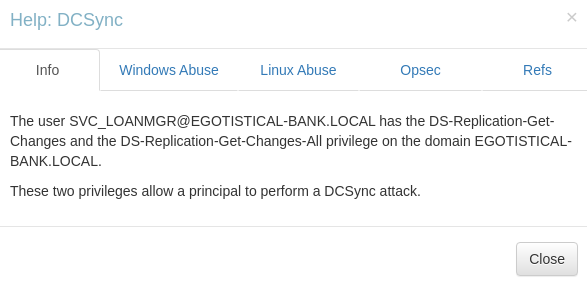 Help: DCSync
×
Info
Windows Abuse
Linux Abuse
Opsec
Refs
The user SVC_LOANMGR@EGOTISTICAL-BANK.LOCAL has the DS-Replication-Get-
Changes and the DS-Replication-Get-Changes-All privilege on the domain EGOTISTICAL-
BANK.LOCAL.
These two privileges allow a principal to perform a DCSync attack.
Close